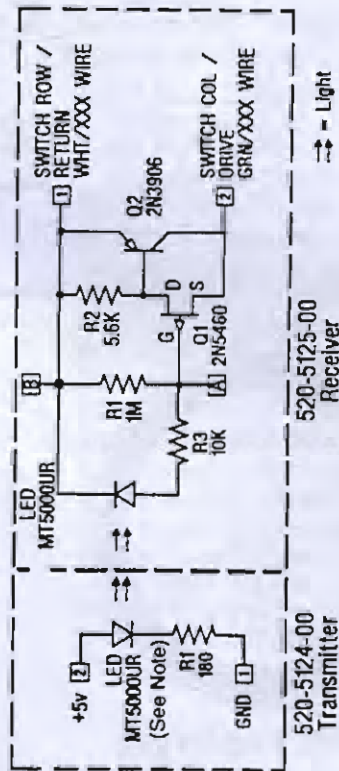 +5v
2
LED
MT5000UR
(See Note)
R1
180
GND
1
520-5124-00
Transmitter
LED
MT5000UR
B
R1
1M
R3
10K
A
R2
5.6K
G
D
S
Q1
2N5460
Q2
2N3906
SWITCH ROW /
RETURN
WHT/XXX WIRE
1
SWITCH COL /
DRIVE
GRN/XXX WIRE
2
520-5125-00
Receiver
= Light